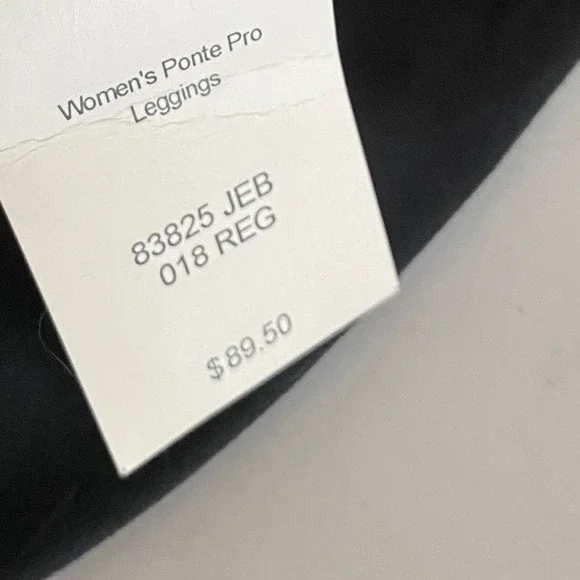 Women's Ponte Pro
Leggings
83825 JEB
018 REG
$89.50